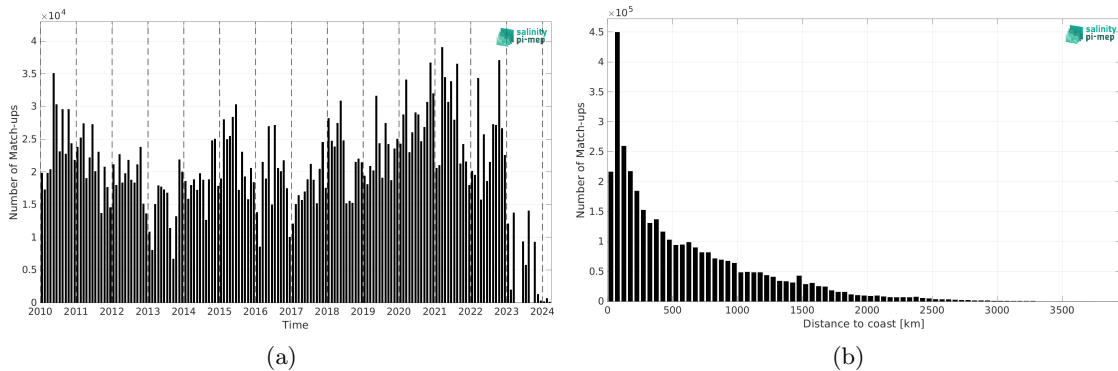 ×10⁴
salinity
pi-mep
4
3.5
3
2.5
2
1.5
1
0.5
0
Number of Match-ups
2010 2011 2012 2013 2014 2015 2016 2017 2018 2019 2020 2021 2022 2023 2024
Time
(a)
×10⁵
salinity
pi-mep
4.5
4
3.5
3
2.5
2
1.5
1
0.5
0
Number of Match-ups
0 500 1000 1500 2000 2500 3000 3500
Distance to coast [km]
(b)